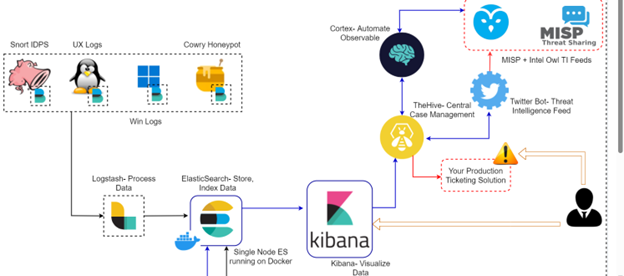 Snort IDPS
UX Logs
Cowry Honeypot
Win Logs
Cortex- Automate
Observable
MISP
Threat Sharing
MISP + Intel Owl TI Feeds
TheHive- Central
Case Management
Twitter Bot- Threat
Intelligence Feed
Your Production
Ticketing Solution
Logstash- Process
Data
ElasticSearch- Store,
Index Data
Single Node ES
running on Docker
kibana
Kibana- Visualize
Data